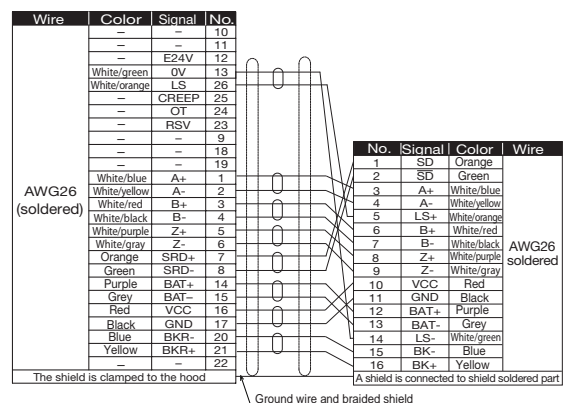 Wire Color Signal No.
– – 10
– – 11
– E24V 12
White/green 0V 13
White/orange LS 26
– CREEP 25
– OT 24
– RSV 23
– – 9
– – 18
– – 19
White/blue A+ 1
White/yellow A- 2
White/red B+ 3
White/black B- 4
White/purple Z+ 5
White/gray Z- 6
Orange SRD+ 7
Green SRD- 8
Purple BAT+ 14
Grey BAT– 15
Red VCC 16
Black GND 17
Blue BKR- 20
Yellow BKR+ 21
– – 22
AWG26
(soldered)
The shield is clamped to the hood
No. Signal Color Wire
1 SD Orange
2 S̅D̅ Green
3 A+ White/blue
4 A- White/yellow
5 LS+ White/orange
6 B+ White/red
7 B- White/black
8 Z+ White/purple
9 Z- White/gray
10 VCC Red
11 GND Black
12 BAT+ Purple
13 BAT- Grey
14 LS- White/green
15 BK- Blue
16 BK+ Yellow
AWG26
soldered
A shield is connected to shield soldered part
Ground wire and braided shield